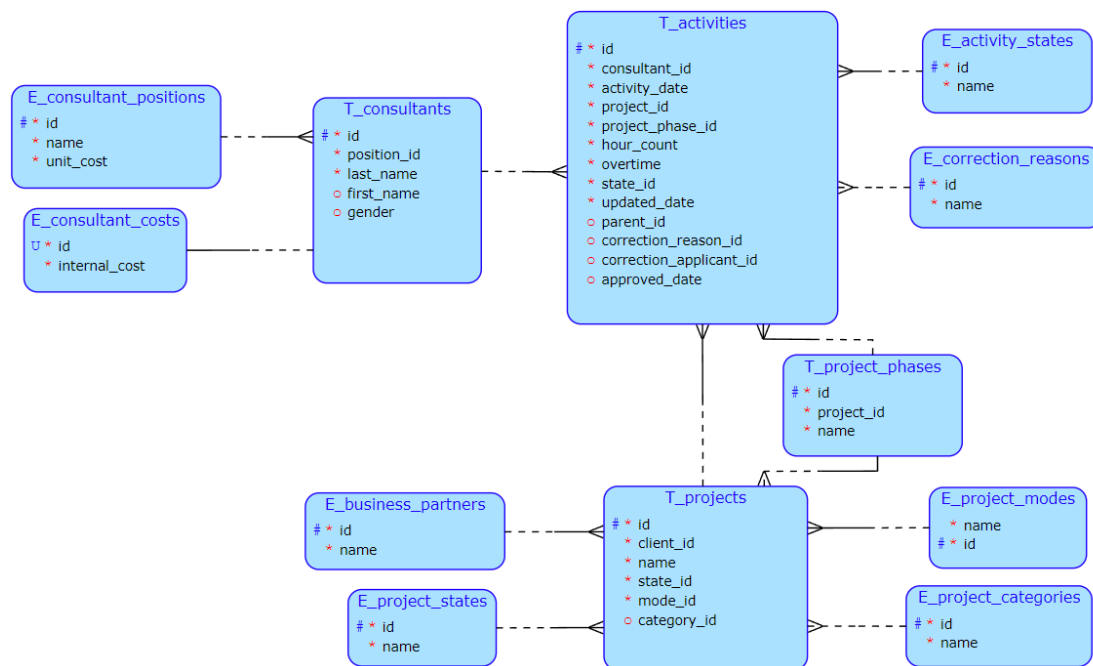 T_activities
# * id
* consultant_id
* activity_date
* project_id
* project_phase_id
* hour_count
* overtime
* state_id
* updated_date
o parent_id
o correction_reason_id
o correction_applicant_id
o approved_date
E_activity_states
# * id
* name
E_consultant_positions
# * id
* name
* unit_cost
T_consultants
# * id
* position_id
* last_name
o first_name
o gender
E_correction_reasons
# * id
* name
E_consultant_costs
U * id
* internal_cost
T_project_phases
# * id
* project_id
* name
T_projects
# * id
* client_id
* name
* state_id
* mode_id
o category_id
E_business_partners
# * id
* name
E_project_modes
* name
# * id
E_project_states
# * id
* name
E_project_categories
# * id
* name